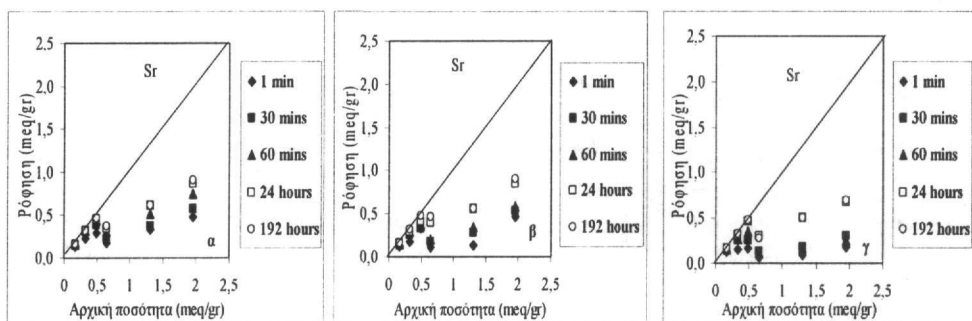 2,5
2,0
1,5
1,0
0,5
0,0
Ρόφηση (meq/gr)
Sr
α
0 0,5 1 1,5 2 2,5
Αρχική ποσότητα (meq/gr)
1 min
30 mins
60 mins
24 hours
192 hours
2,5
2,0
1,5
1,0
0,5
0,0
Ρόφηση (meq/gr)
Sr
β
0 0,5 1 1,5 2 2,5
Αρχική ποσότητα (meq/gr)
1 min
30 mins
60 mins
24 hours
192 hours
2,5
2,0
1,5
1,0
0,5
0,0
Ρόφηση (meq/gr)
Sr
γ
0 0,5 1 1,5 2 2,5
Αρχική ποσότητα (meq/gr)
1 min
30 mins
60 mins
24 hours
192 hours